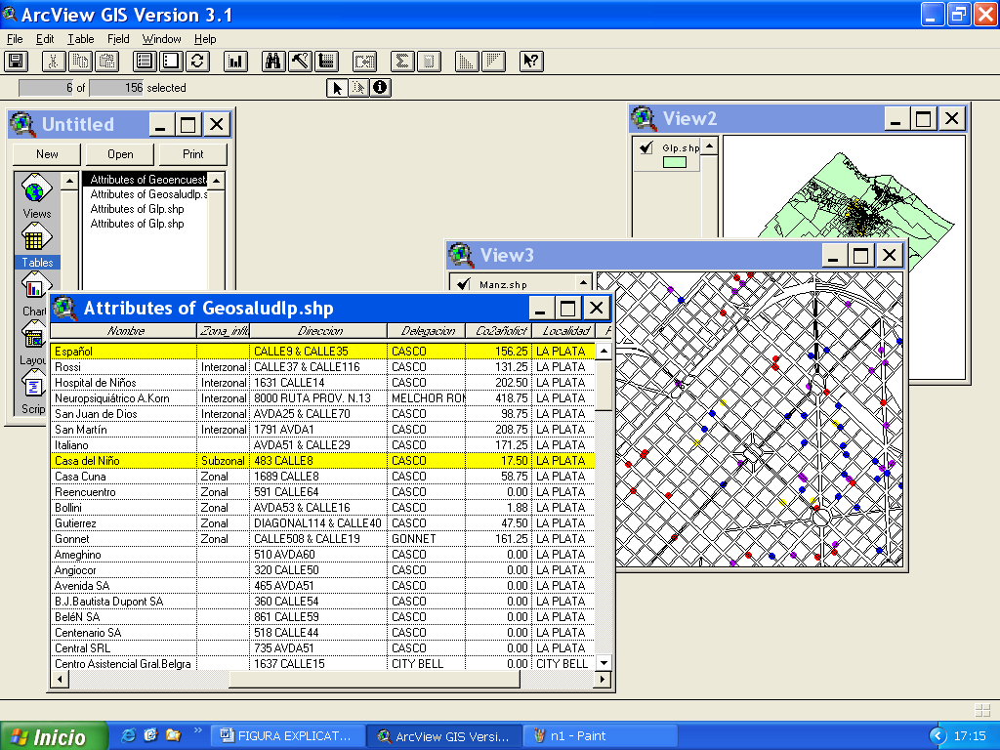 ArcView GIS Version 3.1
File Edit Table Field Window Help
6 of 156 selected
Untitled
New Open Print
Views
Tables
Attributes of Geoencuest
Attributes of Geosaludlp.s
Attributes of Glp.shp
Attributes of Glp.shp
Chart
Layou
Scrip
View2
Glp.shp
View3
Manz.shp
Attributes of Geosaludlp.shp
Nombre Zona_influ Direccion Delegacion Co2añofict Localidad
Español CALLE9 & CALLE35 CASCO 156.25 LA PLATA
Rossi Interzonal CALLE37 & CALLE116 CASCO 131.25 LA PLATA
Hospital de Niños Interzonal 1631 CALLE14 CASCO 202.50 LA PLATA
Neuropsiquiátrico A.Korn Interzonal 8000 RUTA PROV. N.13 MELCHOR ROM 418.75 LA PLATA
San Juan de Dios Interzonal AVDA25 & CALLE70 CASCO 98.75 LA PLATA
San Martín Interzonal 1791 AVDA1 CASCO 208.75 LA PLATA
Italiano AVDA51 & CALLE29 CASCO 171.25 LA PLATA
Casa del Niño Subzonal 483 CALLE8 CASCO 17.50 LA PLATA
Casa Cuna Zonal 1689 CALLE8 CASCO 58.75 LA PLATA
Reencuentro Zonal 591 CALLE64 CASCO 0.00 LA PLATA
Bollini Zonal AVDA53 & CALLE16 CASCO 1.88 LA PLATA
Gutierrez Zonal DIAGONAL114 & CALLE40 CASCO 47.50 LA PLATA
Gonnet Zonal CALLE508 & CALLE19 GONNET 161.25 LA PLATA
Ameghino 510 AVDA60 CASCO 0.00 LA PLATA
Angiocor 320 CALLE50 CASCO 0.00 LA PLATA
Avenida SA 465 AVDA51 CASCO 0.00 LA PLATA
B.J.Bautista Dupont SA 360 CALLE54 CASCO 0.00 LA PLATA
BeléN SA 861 CALLE59 CASCO 0.00 LA PLATA
Centenario SA 518 CALLE44 CASCO 0.00 LA PLATA
Central SRL 735 AVDA51 CASCO 0.00 LA PLATA
Centro Asistencial Gral.Belgra 1637 CALLE15 CITY BELL 0.00 CITY BELL
Inicio FIGURA EXPLICAT... ArcView GIS Versi... n1 - Paint 17:15